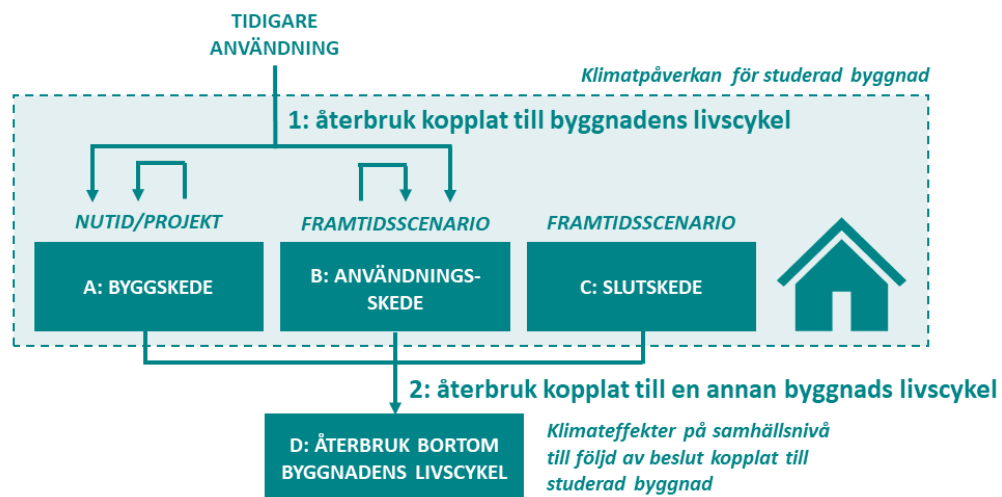 TIDIGARE
ANVÄNDNING
Klimatpåverkan för studerad byggnad
1: återbruk kopplat till byggnadens livscykel
NUTID/PROJEKT
FRAMTIDSSCENARIO
FRAMTIDSSCENARIO
A: BYGGSKEDE
B: ANVÄNDNINGS-
SKEDE
C: SLUTSKEDE
2: återbruk kopplat till en annan byggnads livscykel
D: ÅTERBRUK BORTOM
BYGGNADENS LIVSCYKEL
Klimateffekter på samhällsnivå
till följd av beslut kopplat till
studerad byggnad